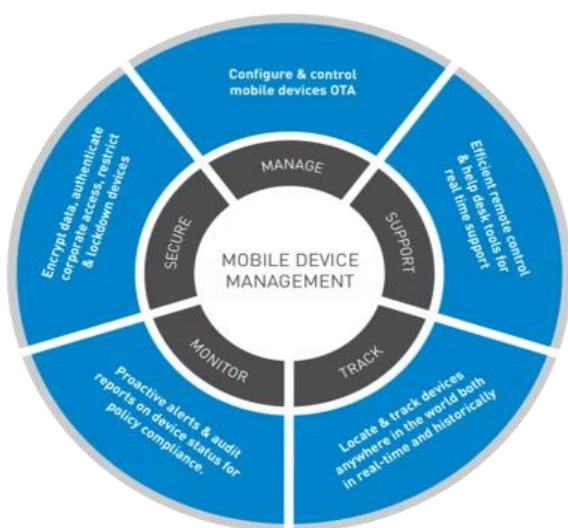 Configure & control
mobile devices OTA
MANAGE
Efficient remote control
& help desk tools for
real time support
SUPPORT
Locate & track devices
anywhere in the world both
in real-time and historically
TRACK
Proactive alerts & audit
reports on device status for
policy compliance.
MONITOR
Encrypt data, authenticate
corporate access, restrict
& lockdown devices
SECURE
MOBILE DEVICE
MANAGEMENT